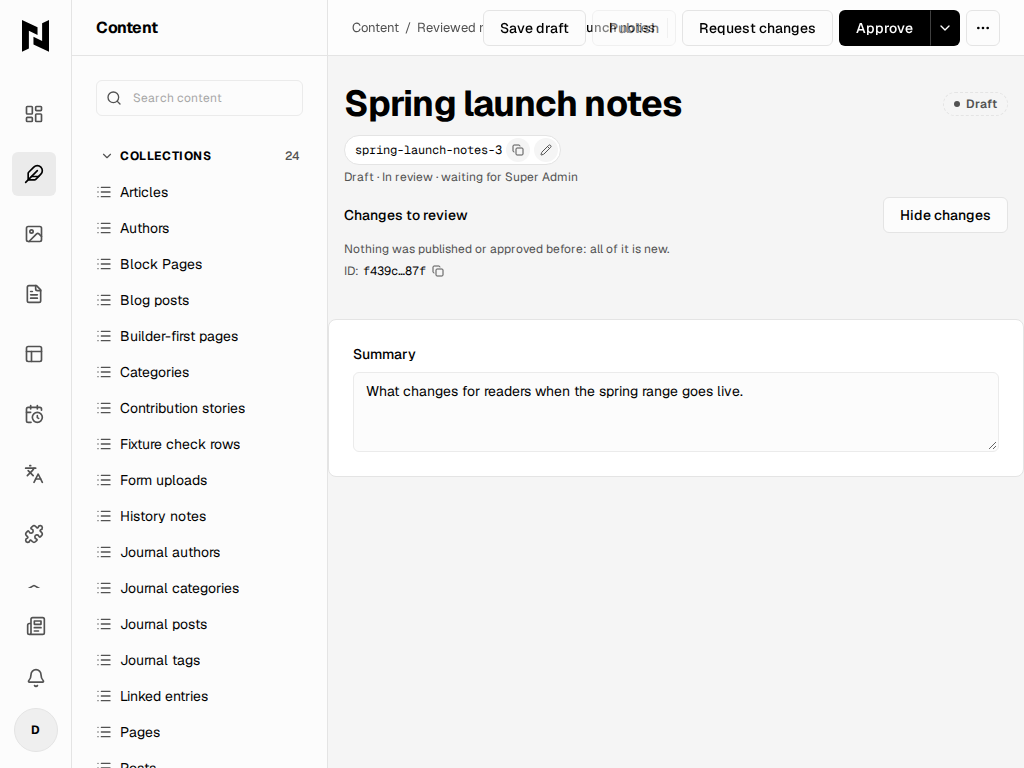 Content
Content / Reviewed
Save draft
Publish
Request changes
Approve
Search content
Spring launch notes
Draft
COLLECTIONS 24
spring-launch-notes-3
Draft · In review · waiting for Super Admin
Articles
Authors
Block Pages
Blog posts
Builder-first pages
Categories
Contribution stories
Fixture check rows
Form uploads
History notes
Journal authors
Journal categories
Journal posts
Journal tags
Linked entries
Pages
Posts
Changes to review
Hide changes
Nothing was published or approved before: all of it is new.
ID: f439c…87f
Summary
What changes for readers when the spring range goes live.
D